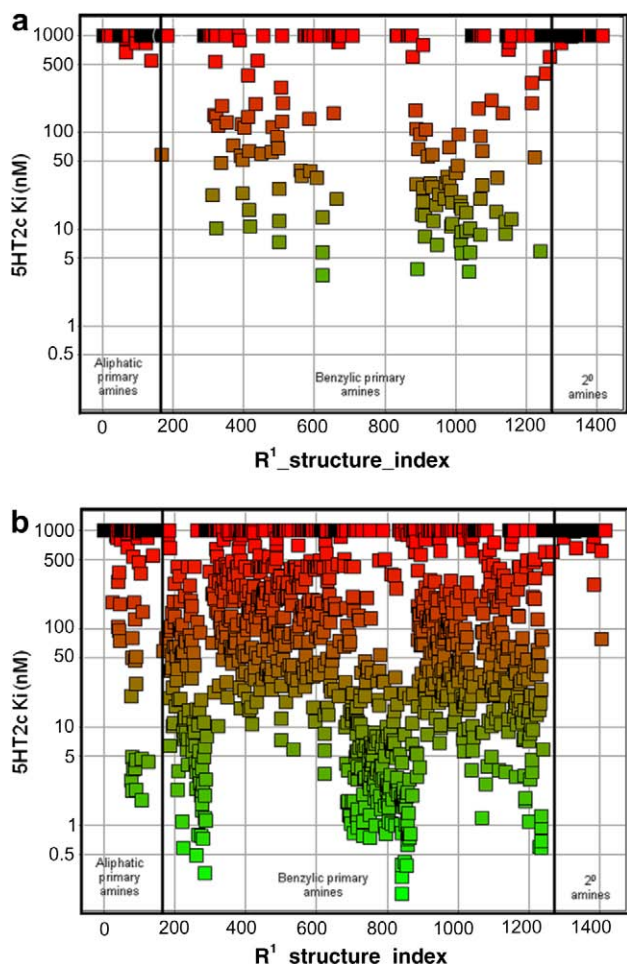 a
1000
500
100
50
10
5
1
0.5
5HT2c Ki (nM)
Aliphatic
primary
amines
Benzylic primary
amines
2⁰
amines
0 200 400 600 800 1000 1200 1400
R¹_structure_index
b
1000
500
100
50
10
5
1
0.5
5HT2c Ki (nM)
Aliphatic
primary
amines
Benzylic primary
amines
2⁰
amines
0 200 400 600 800 1000 1200 1400
R¹_structure_index